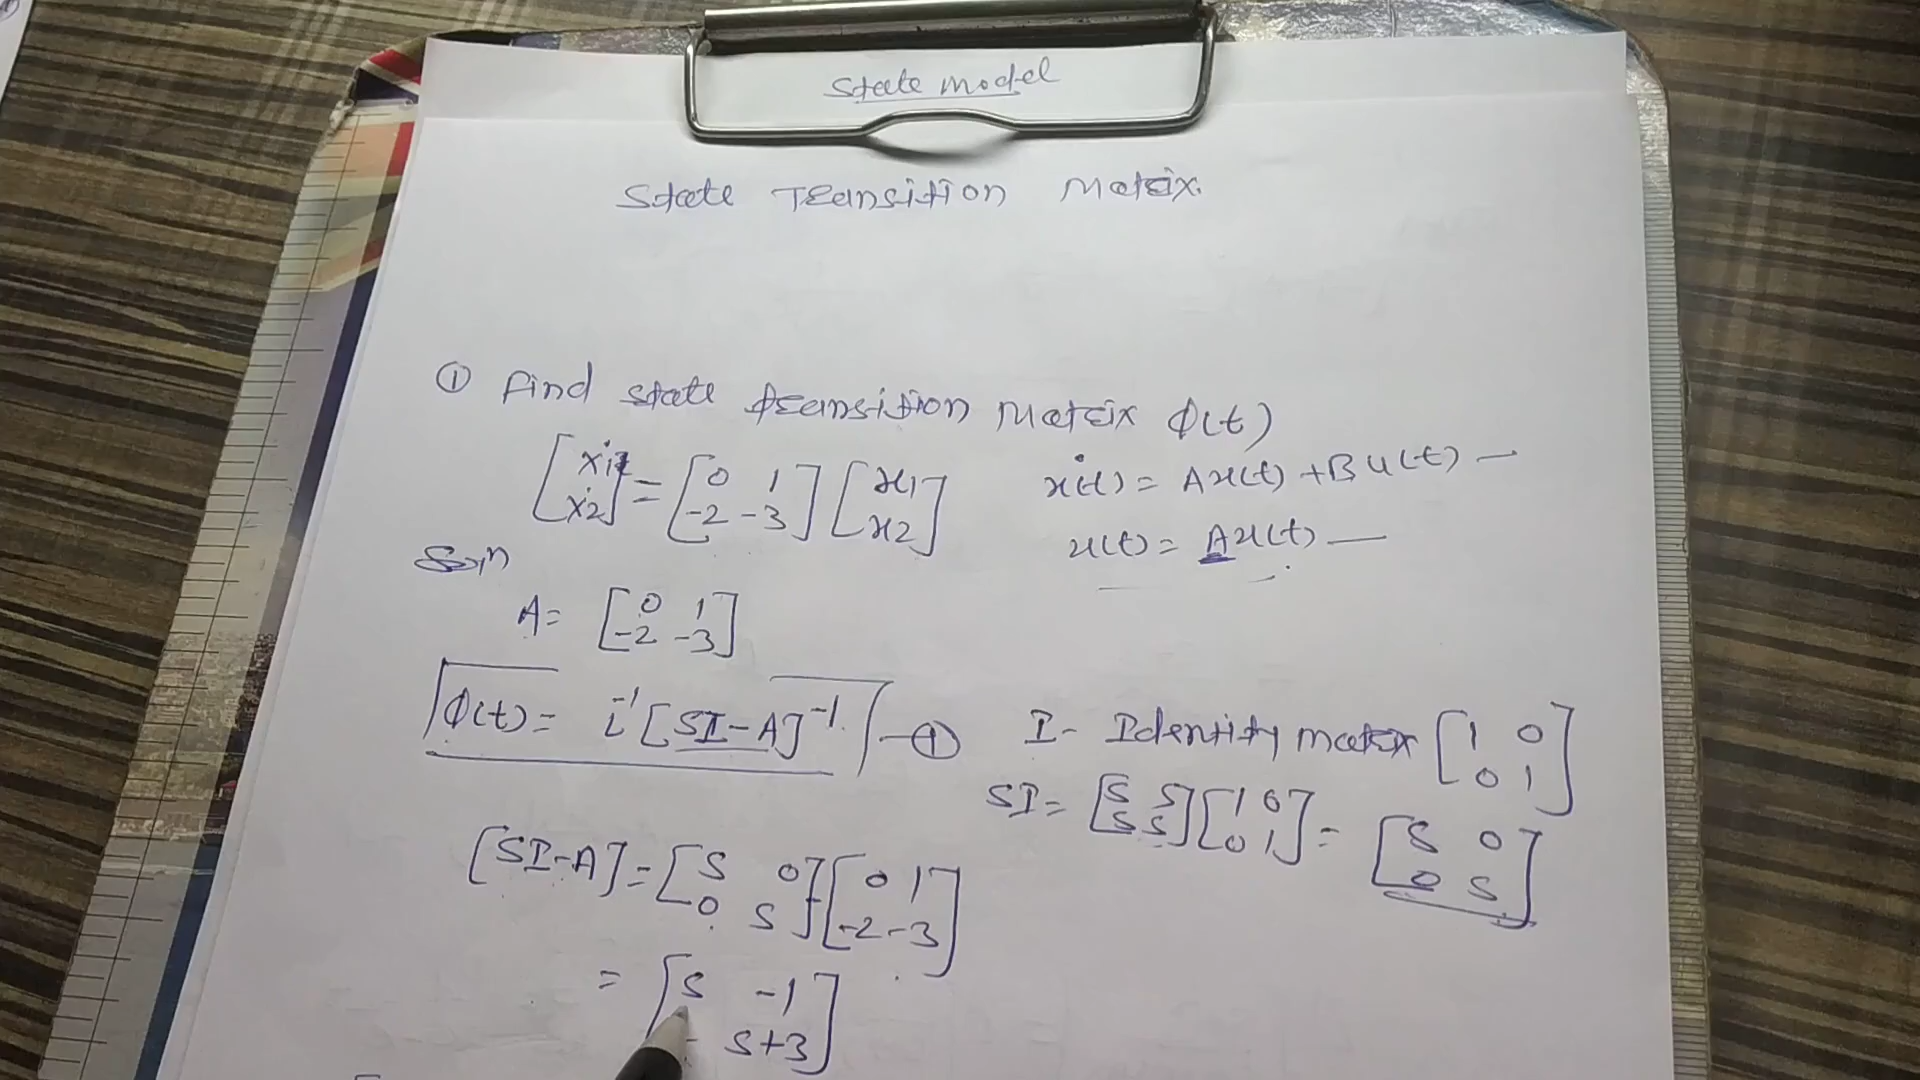 State model
State Transition Matrix.
① Find state transition Matrix ϕ(t)
[ẋ1 ẋ2] = [0 1 -2 -3] [x1 x2]
ẋ(t) = Ax(t) + Bu(t) —
x(t) = Ax(t) —
Soln
A = [0 1 -2 -3]
ϕ(t) = L⁻¹[SI-A]⁻¹. — ①
I - Identity matrix [1 0 0 1]
SI = [S S S S] [1 0 0 1] = [S 0 0 S]
[SI-A] = [S 0 0 S] - [0 1 -2 -3]
= [S -1 S+3]